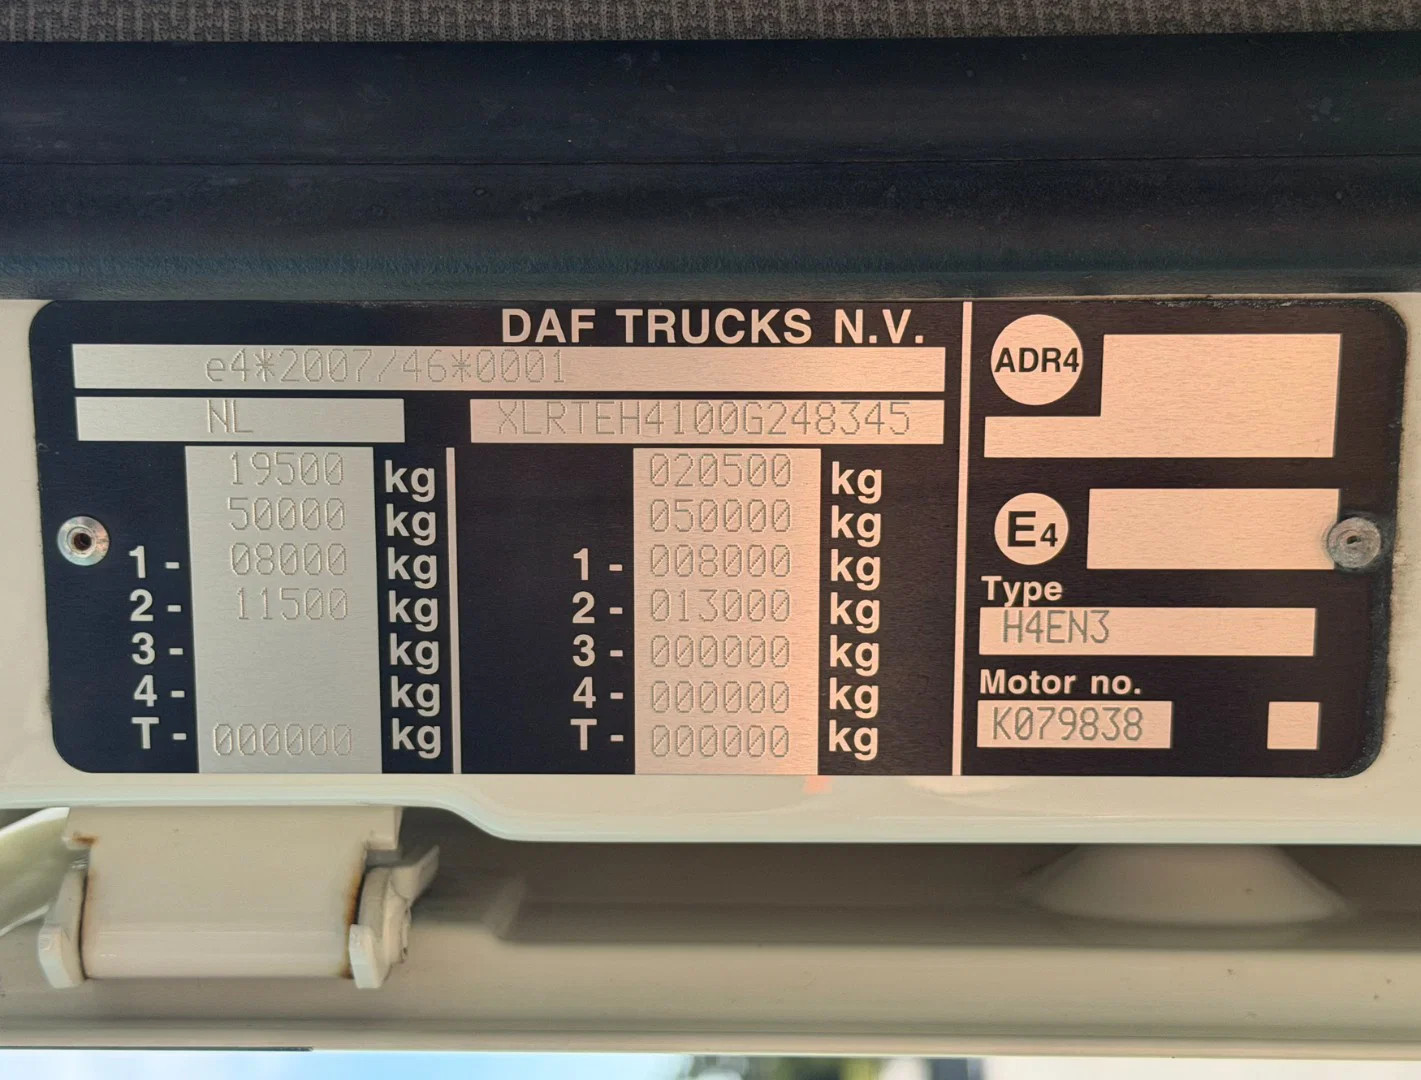 DAF TRUCKS N.V.
e4*2007/46*0001
NL XLRTEH4100G248345
19500 kg 020500 kg
50000 kg 050000 kg
1- 08000 kg 1- 008000 kg
2- 11500 kg 2- 013000 kg
3- kg 3- 000000 kg
4- kg 4- 000000 kg
T- 000000 kg T- 000000 kg
ADR4
E4
Type
H4EN3
Motor no.
K079838